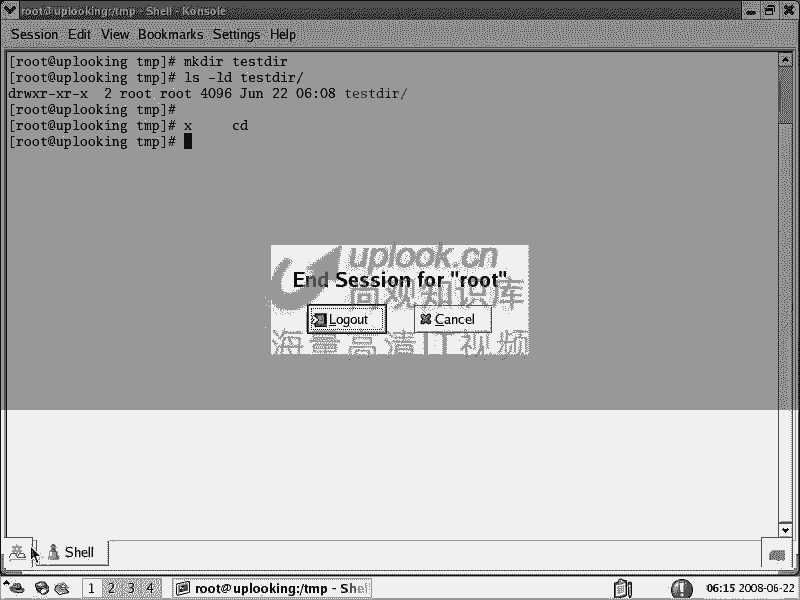 root@uplooking:/tmp - Shell - Konsole
Session Edit View Bookmarks Settings Help
[root@uplooking tmp]# mkdir testdir
[root@uplooking tmp]# ls -ld testdir/
drwxr-xr-x  2 root root 4096 Jun 22 06:08 testdir/
[root@uplooking tmp]#
[root@uplooking tmp]# x     cd
[root@uplooking tmp]#
uplook.cn
End Session for "root"
尚观知识库
Logout Cancel
海量高清IT视频
Shell
1 2 3 4 root@uplooking:/tmp - Shel 06:15 2008-06-22